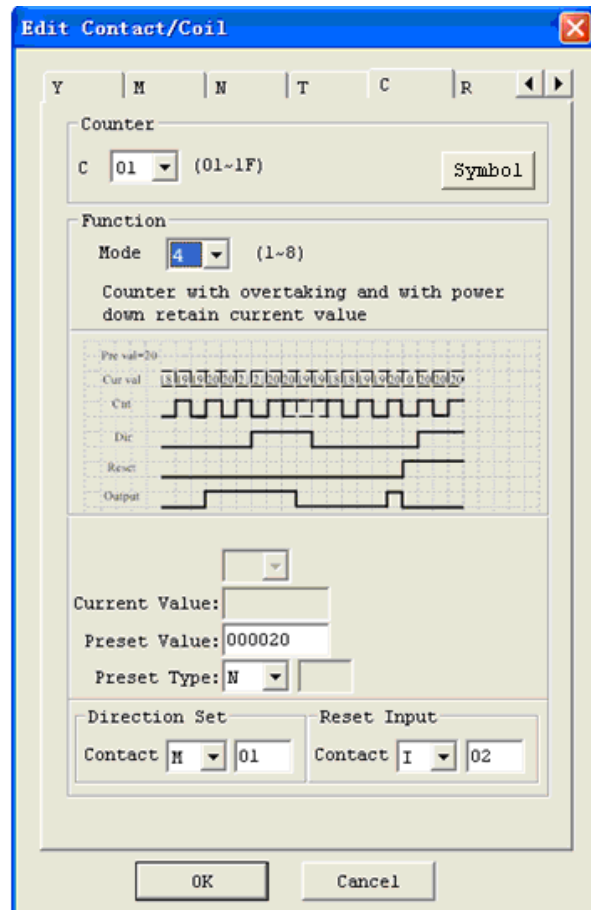 Edit Contact/Coil
Y M N T C R
Counter
C 01 (01~1F)
Symbol
Function
Mode 4 (1~8)
Counter with overtaking and with power
down retain current value
Pre val=20
Cur val
Cnt
Dir
Reset
Output
Current Value:
Preset Value: 000020
Preset Type: N
Direction Set Reset Input
Contact M 01 Contact I 02
OK Cancel